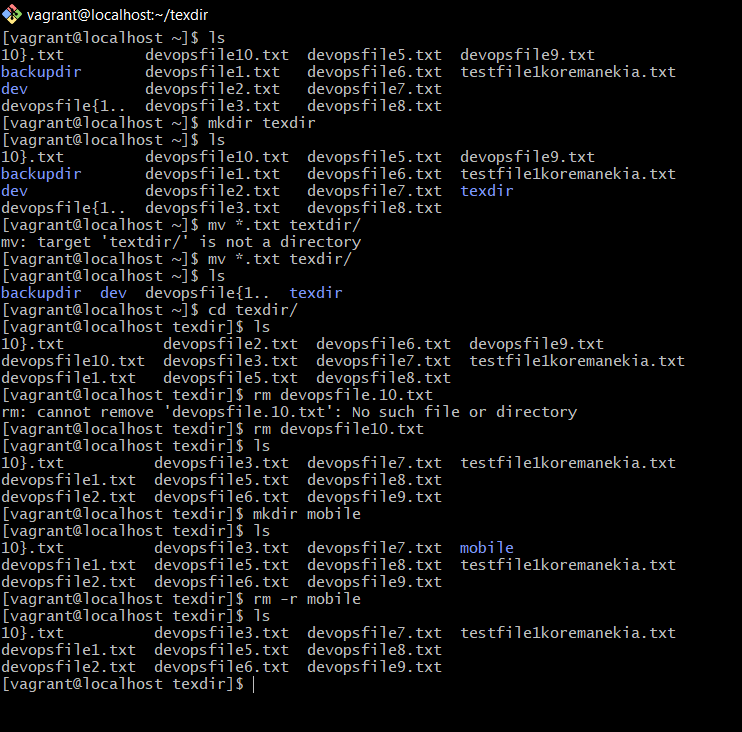 vagrant@localhost:~/texdir
[vagrant@localhost ~]$ ls
10}.txt         devopsfile10.txt  devopsfile5.txt  devopsfile9.txt
backupdir       devopsfile1.txt   devopsfile6.txt  testfile1koremanekia.txt
dev             devopsfile2.txt   devopsfile7.txt
devopsfile{1..  devopsfile3.txt   devopsfile8.txt
[vagrant@localhost ~]$ mkdir texdir
[vagrant@localhost ~]$ ls
10}.txt         devopsfile10.txt  devopsfile5.txt  devopsfile9.txt
backupdir       devopsfile1.txt   devopsfile6.txt  testfile1koremanekia.txt
dev             devopsfile2.txt   devopsfile7.txt  texdir
devopsfile{1..  devopsfile3.txt   devopsfile8.txt
[vagrant@localhost ~]$ mv *.txt textdir/
mv: target 'textdir/' is not a directory
[vagrant@localhost ~]$ mv *.txt texdir/
[vagrant@localhost ~]$ ls
backupdir  dev  devopsfile{1..  texdir
[vagrant@localhost ~]$ cd texdir/
[vagrant@localhost texdir]$ ls
10}.txt           devopsfile2.txt  devopsfile6.txt  devopsfile9.txt
devopsfile10.txt  devopsfile3.txt  devopsfile7.txt  testfile1koremanekia.txt
devopsfile1.txt   devopsfile5.txt  devopsfile8.txt
[vagrant@localhost texdir]$ rm devopsfile.10.txt
rm: cannot remove 'devopsfile.10.txt': No such file or directory
[vagrant@localhost texdir]$ rm devopsfile10.txt
[vagrant@localhost texdir]$ ls
10}.txt          devopsfile3.txt  devopsfile7.txt  testfile1koremanekia.txt
devopsfile1.txt  devopsfile5.txt  devopsfile8.txt
devopsfile2.txt  devopsfile6.txt  devopsfile9.txt
[vagrant@localhost texdir]$ mkdir mobile
[vagrant@localhost texdir]$ ls
10}.txt          devopsfile3.txt  devopsfile7.txt  mobile
devopsfile1.txt  devopsfile5.txt  devopsfile8.txt  testfile1koremanekia.txt
devopsfile2.txt  devopsfile6.txt  devopsfile9.txt
[vagrant@localhost texdir]$ rm -r mobile
[vagrant@localhost texdir]$ ls
10}.txt          devopsfile3.txt  devopsfile7.txt  testfile1koremanekia.txt
devopsfile1.txt  devopsfile5.txt  devopsfile8.txt
devopsfile2.txt  devopsfile6.txt  devopsfile9.txt
[vagrant@localhost texdir]$